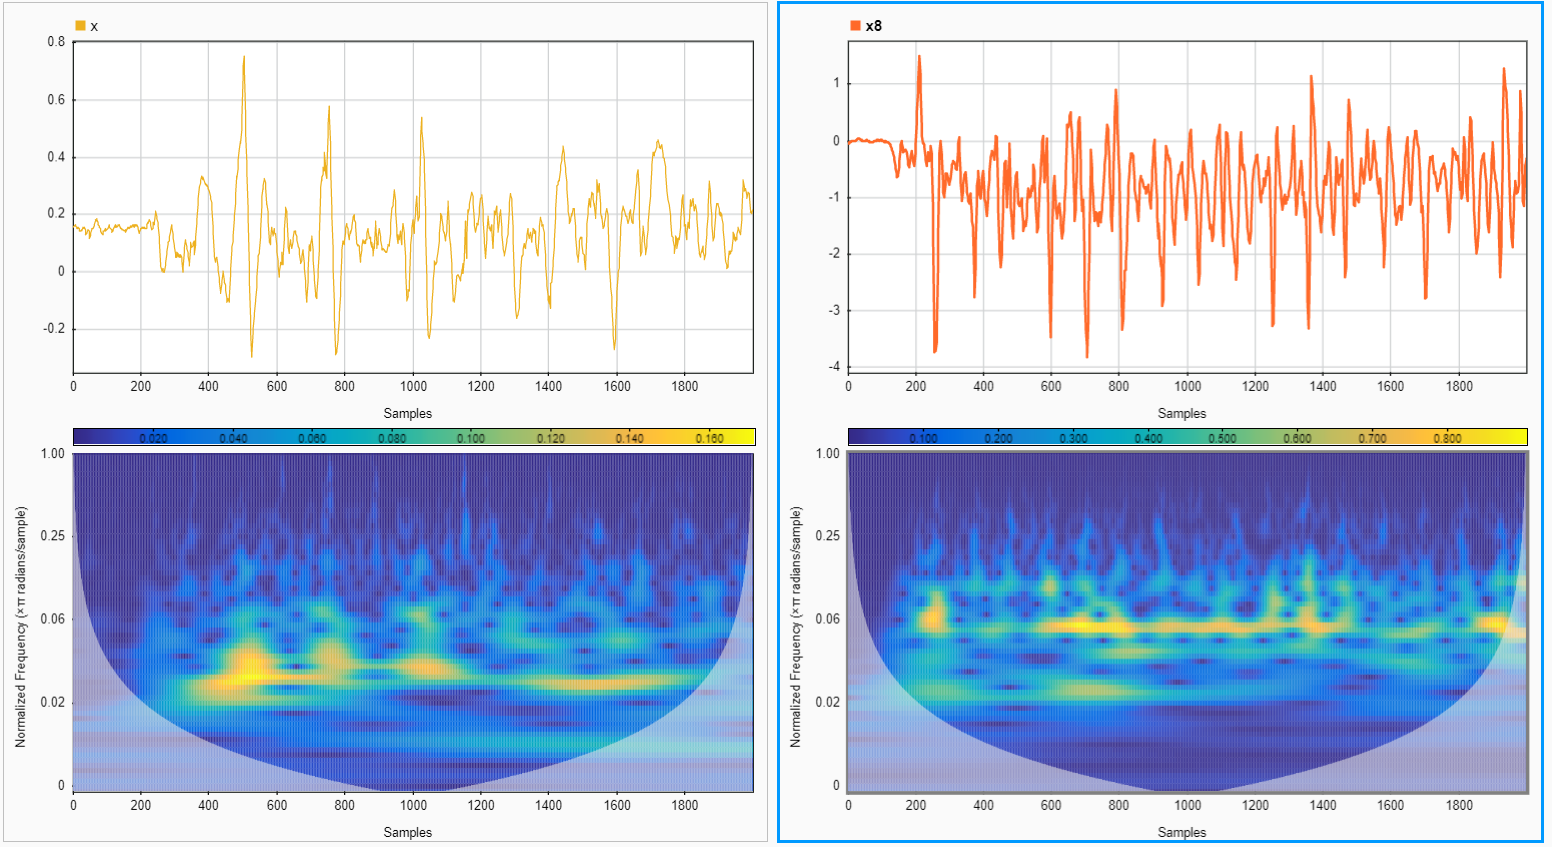 x
0.8
0.6
0.4
0.2
0
-0.2
0 200 400 600 800 1000 1200 1400 1600 1800
Samples
0.020 0.040 0.060 0.080 0.100 0.120 0.140 0.160
1.00
0.25
0.06
0.02
0
Normalized Frequency (×π radians/sample)
0 200 400 600 800 1000 1200 1400 1600 1800
Samples
x8
1
0
-1
-2
-3
-4
0 200 400 600 800 1000 1200 1400 1600 1800
Samples
0.100 0.200 0.300 0.400 0.500 0.600 0.700 0.800
1.00
0.25
0.06
0.02
0
Normalized Frequency (×π radians/sample)
0 200 400 600 800 1000 1200 1400 1600 1800
Samples